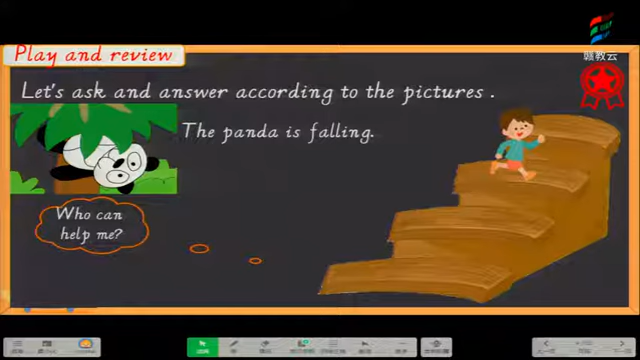 赣教云
Play and review
Let's ask and answer according to the pictures .
The panda is falling.
Who can
help me?